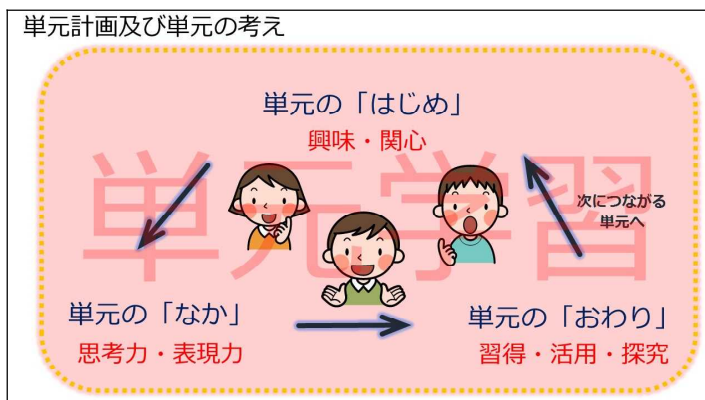 単元計画及び単元の考え
単元の「はじめ」
興味・関心
単元学習
次につながる
単元へ
単元の「なか」
思考力・表現力
単元の「おわり」
習得・活用・探究